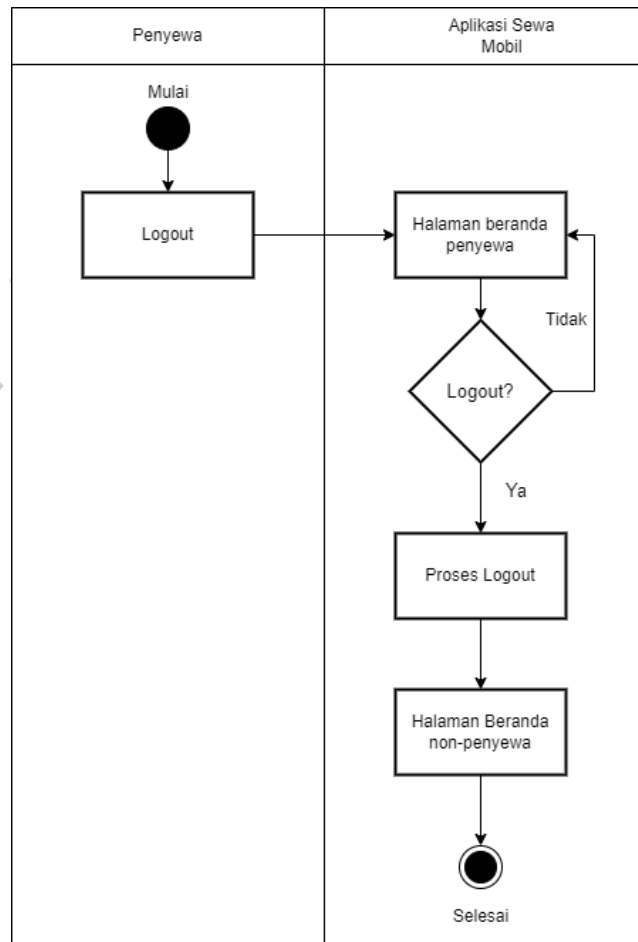 Penyewa
Aplikasi Sewa
Mobil
Mulai
Logout
Halaman beranda
penyewa
Tidak
Logout?
Ya
Proses Logout
Halaman Beranda
non-penyewa
Selesai